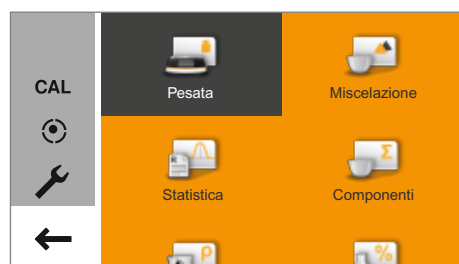 CAL
Pesata
Miscelazione
Statistica
Componenti
Σ
K
ρ
%